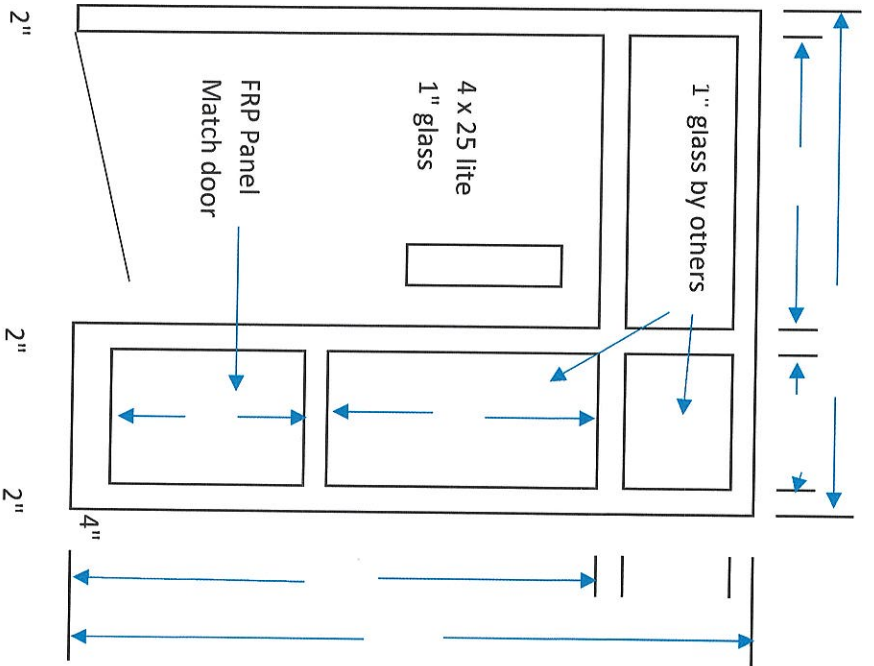 1" glass by others
4 x 25 lite
1" glass
FRP Panel
Match door
4"
2"
2"
2"